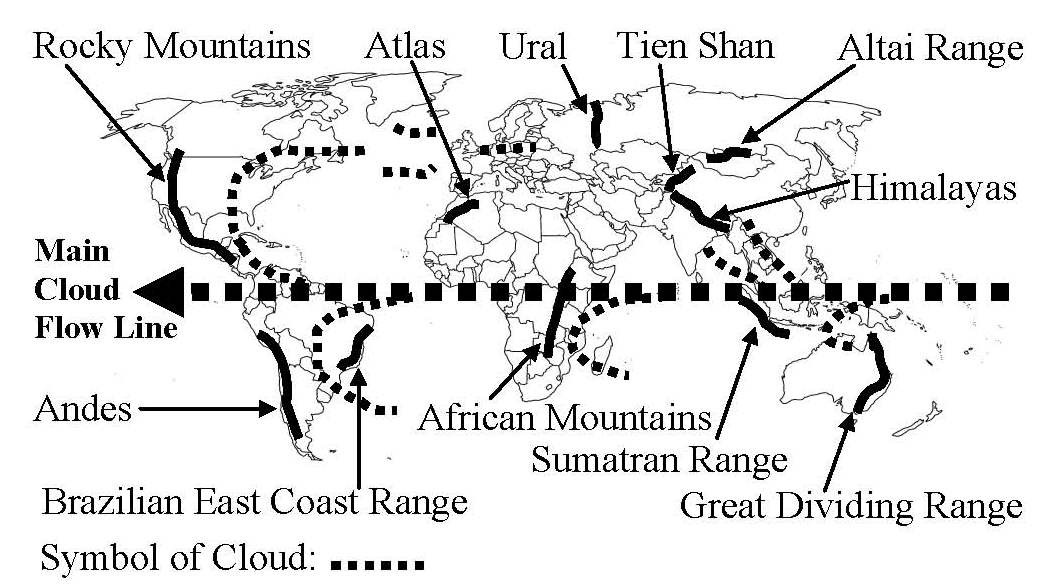 Rocky Mountains
Atlas
Ural
Tien Shan
Altai Range
Himalayas
Main
Cloud
Flow Line
Andes
African Mountains
Sumatran Range
Brazilian East Coast Range
Great Dividing Range
Symbol of Cloud: